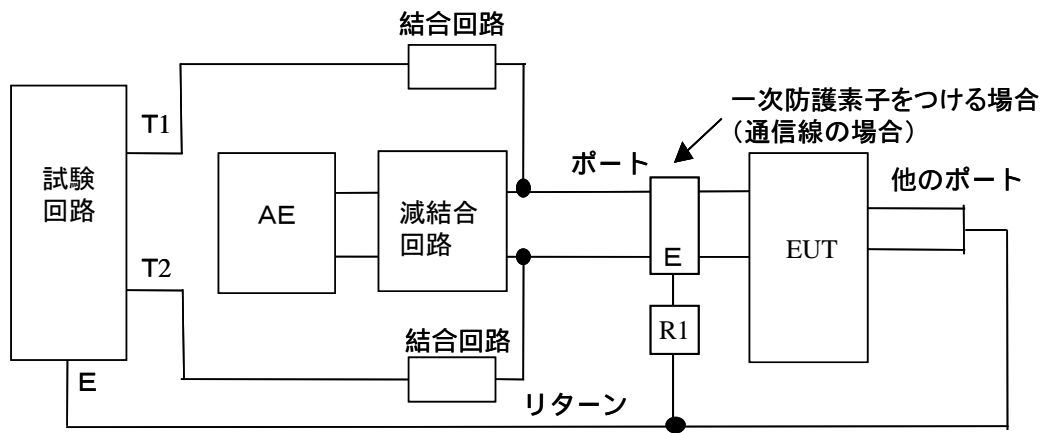 結合回路
一次防護素子をつける場合
(通信線の場合)
T1
ポート
他のポート
試験
回路
AE
減結合
回路
E
EUT
T2
R1
結合回路
E
リターン